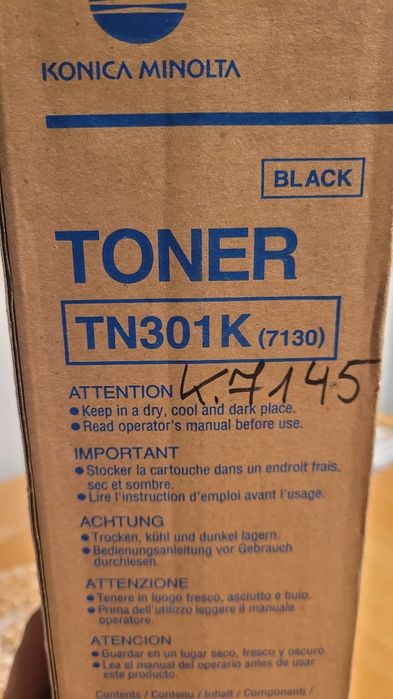 KONICA MINOLTA
BLACK
TONER
TN301K (7130)
K.7145
ATTENTION
●Keep in a dry, cool and dark place.
●Read operator's manual before use.
IMPORTANT
●Stocker la cartouche dans un endroit frais,
sec et sombre.
●Lire l'instruction d'emploi avant l'usage.
ACHTUNG
●Trocken, kühl und dunkel lagern.
●Bedienungsanleitung vor Gebrauch
durchlesen.
ATTENZIONE
●Tenere in luogo fresco, asciutto e buio.
●Prima dell'utilizzo leggere il manuale
operatore.
ATENCION
●Guardar en un lugar seco, fresco y oscuro.
●Lea el manual del operario antes de usar
este producto.
Contents / Contenu / Inhalt / Componenti /